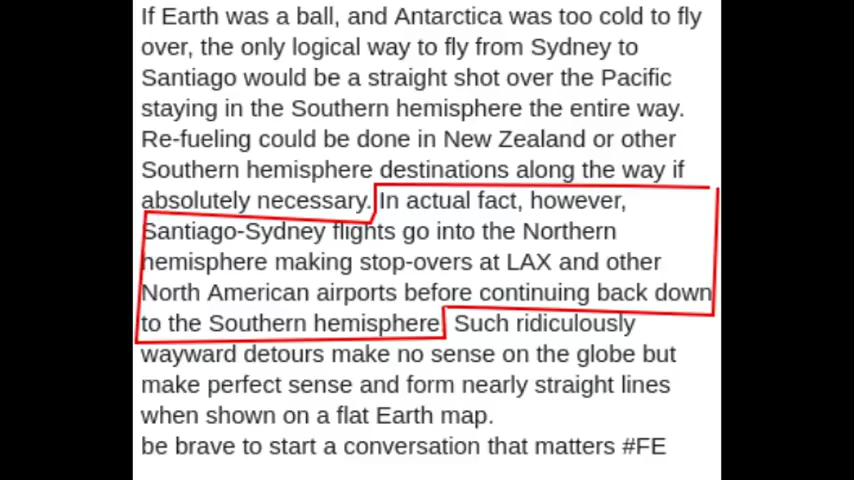 If Earth was a ball, and Antarctica was too cold to fly
over, the only logical way to fly from Sydney to
Santiago would be a straight shot over the Pacific
staying in the Southern hemisphere the entire way.
Re-fueling could be done in New Zealand or other
Southern hemisphere destinations along the way if
absolutely necessary. In actual fact, however,
Santiago-Sydney flights go into the Northern
hemisphere making stop-overs at LAX and other
North American airports before continuing back down
to the Southern hemisphere. Such ridiculously
wayward detours make no sense on the globe but
make perfect sense and form nearly straight lines
when shown on a flat Earth map.
be brave to start a conversation that matters #FE